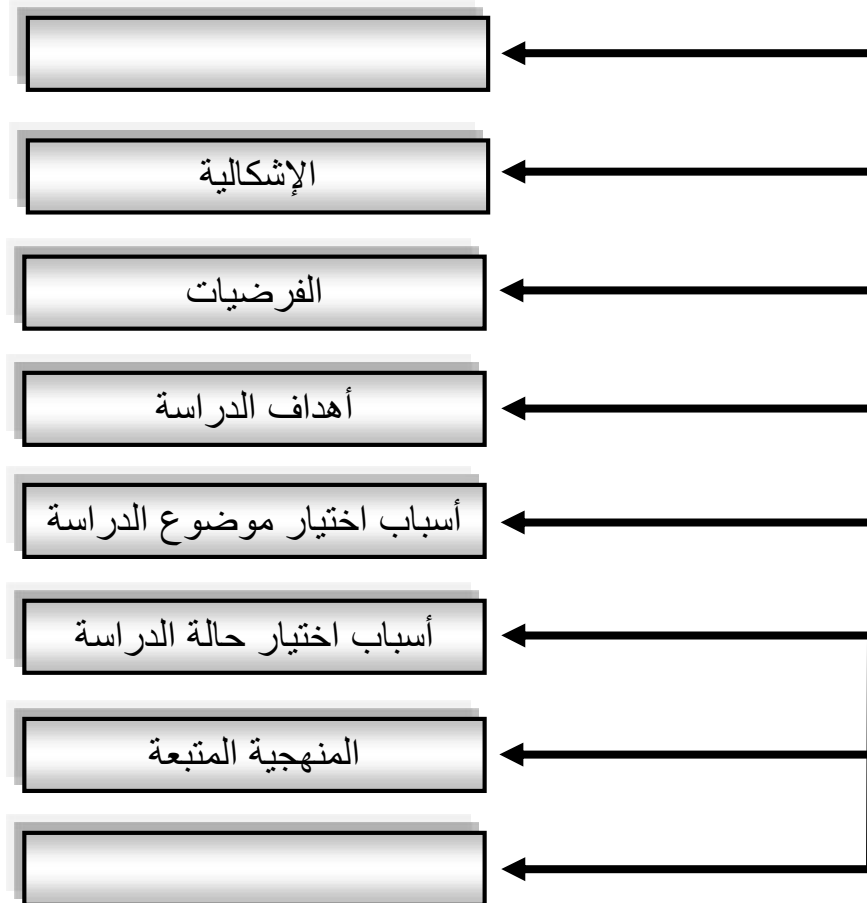 الإشكالية
الفرضيات
أهداف الدراسة
أسباب اختيار موضوع الدراسة
أسباب اختيار حالة الدراسة
المنهجية المتبعة